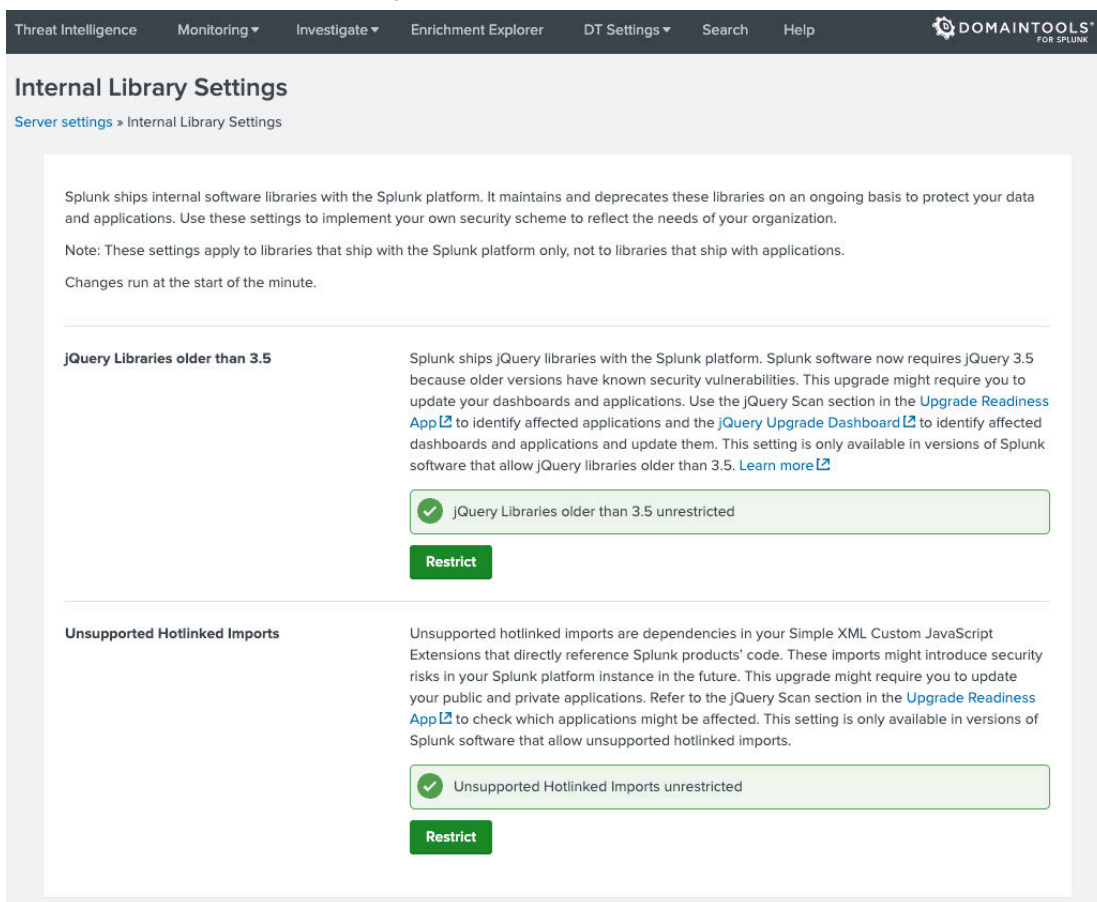 Threat Intelligence Monitoring Investigate Enrichment Explorer DT Settings Search Help DOMAINTOOLS
FOR SPLUNK
Internal Library Settings
Server settings » Internal Library Settings
Splunk ships internal software libraries with the Splunk platform. It maintains and deprecates these libraries on an ongoing basis to protect your data
and applications. Use these settings to implement your own security scheme to reflect the needs of your organization.
Note: These settings apply to libraries that ship with the Splunk platform only, not to libraries that ship with applications.
Changes run at the start of the minute.
jQuery Libraries older than 3.5
Splunk ships jQuery libraries with the Splunk platform. Splunk software now requires jQuery 3.5
because older versions have known security vulnerabilities. This upgrade might require you to
update your dashboards and applications. Use the jQuery Scan section in the Upgrade Readiness
App to identify affected applications and the jQuery Upgrade Dashboard to identify affected
dashboards and applications and update them. This setting is only available in versions of Splunk
software that allow jQuery libraries older than 3.5. Learn more
jQuery Libraries older than 3.5 unrestricted
Restrict
Unsupported Hotlinked Imports
Unsupported hotlinked imports are dependencies in your Simple XML Custom JavaScript
Extensions that directly reference Splunk products' code. These imports might introduce security
risks in your Splunk platform instance in the future. This upgrade might require you to update
your public and private applications. Refer to the jQuery Scan section in the Upgrade Readiness
App to check which applications might be affected. This setting is only available in versions of
Splunk software that allow unsupported hotlinked imports.
Unsupported Hotlinked Imports unrestricted
Restrict